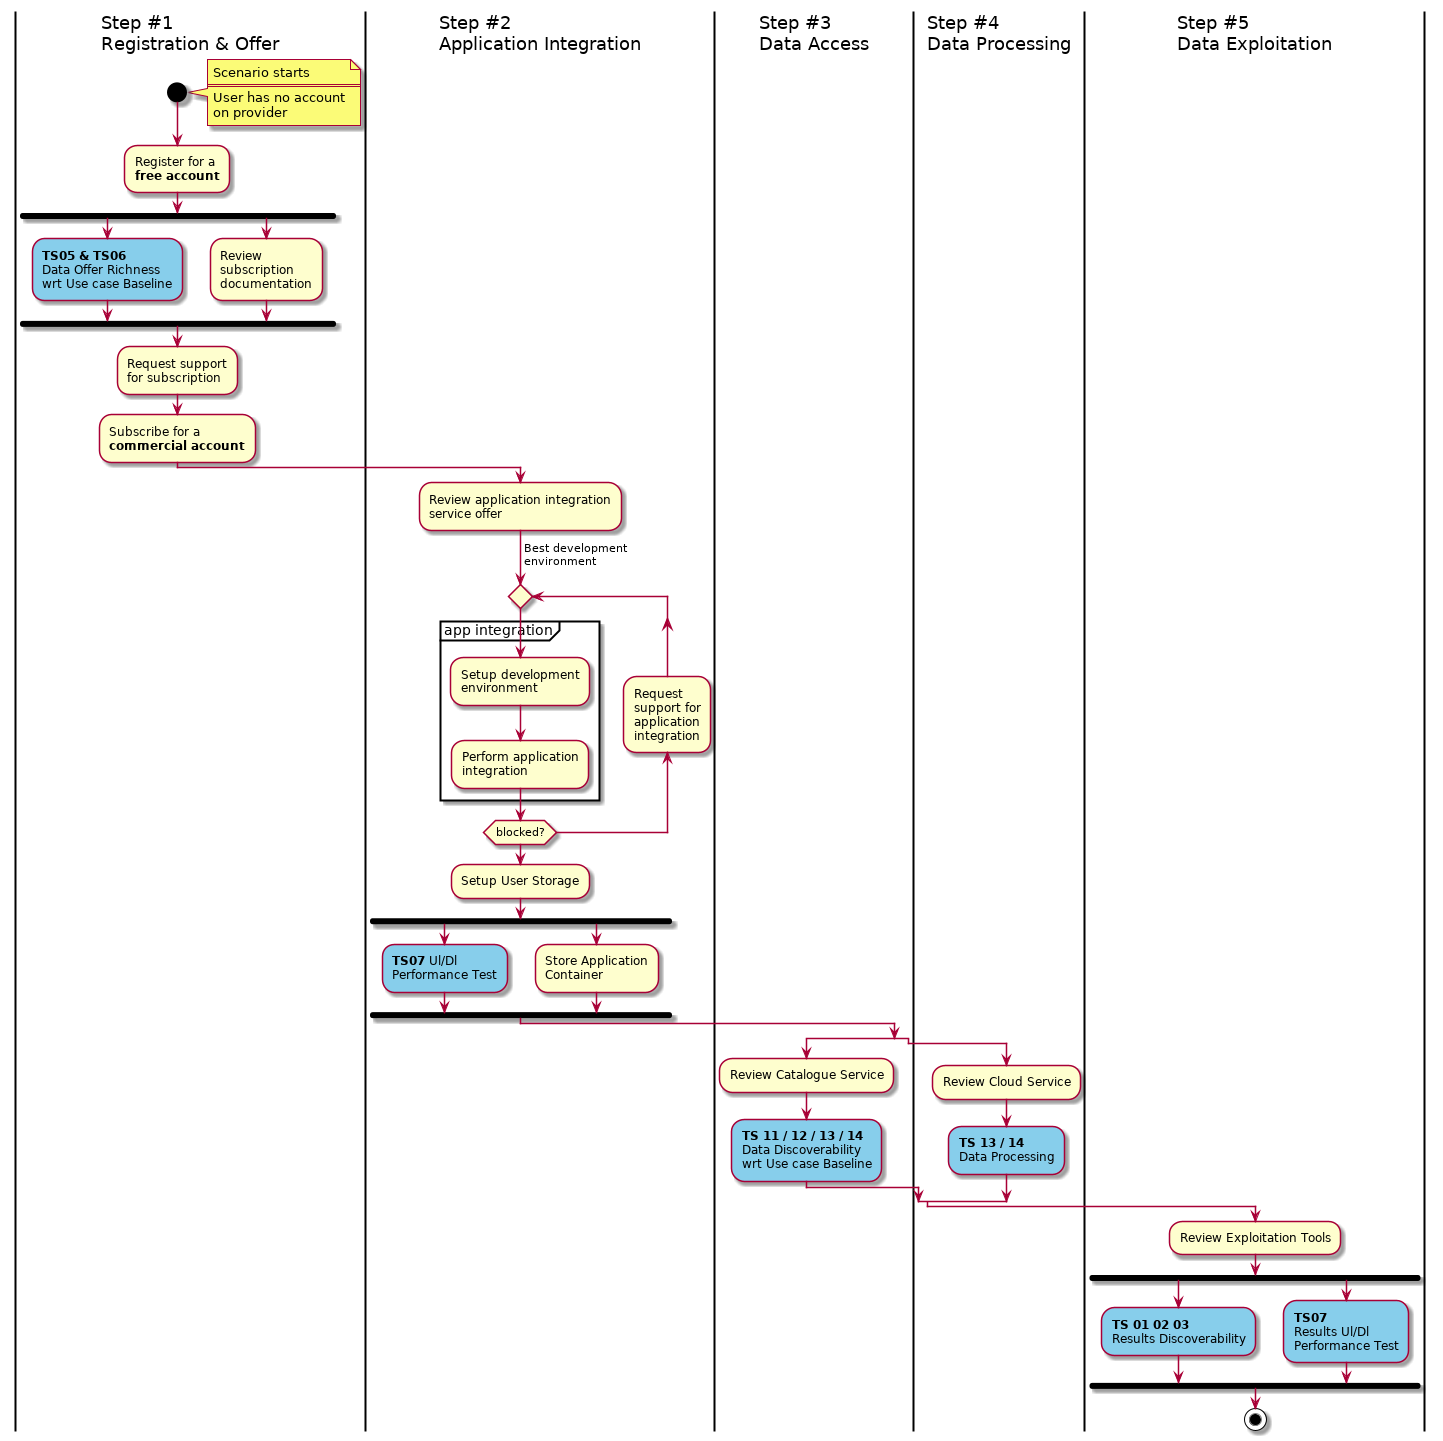 Step #1
Registration & Offer
Step #2
Application Integration
Step #3
Data Access
Step #4
Data Processing
Step #5
Data Exploitation
Scenario starts
User has no account
on provider
Register for a
free account
TS05 & TS06
Data Offer Richness
wrt Use case Baseline
Review
subscription
documentation
Request support
for subscription
Subscribe for a
commercial account
Review application integration
service offer
Best development
environment
app integration
Setup development
environment
Perform application
integration
Request
support for
application
integration
blocked?
Setup User Storage
TS07 Ul/Dl
Performance Test
Store Application
Container
Review Catalogue Service
TS 11 / 12 / 13 / 14
Data Discoverability
wrt Use case Baseline
Review Cloud Service
TS 13 / 14
Data Processing
Review Exploitation Tools
TS 01 02 03
Results Discoverability
TS07
Results Ul/Dl
Performance Test